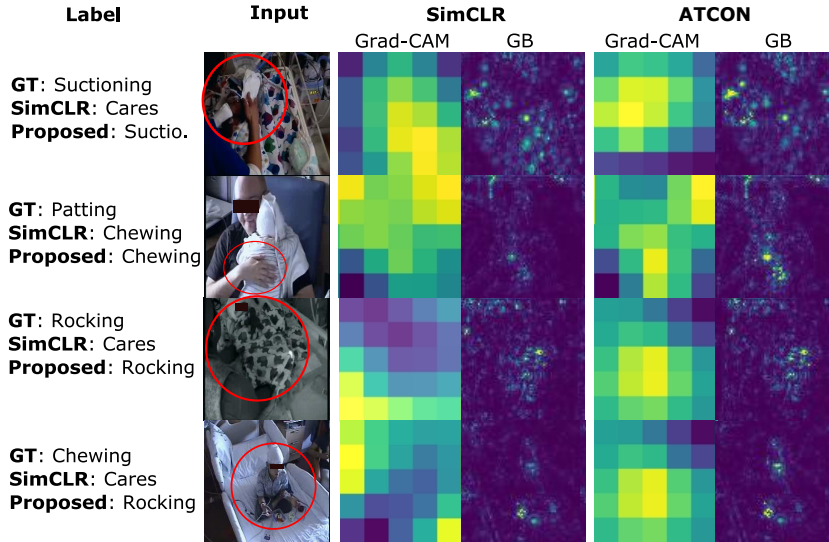 Label Input SimCLR ATCON
Grad-CAM GB Grad-CAM GB
GT: Suctioning
SimCLR: Cares
Proposed: Suctio.
GT: Patting
SimCLR: Chewing
Proposed: Chewing
GT: Rocking
SimCLR: Cares
Proposed: Rocking
GT: Chewing
SimCLR: Cares
Proposed: Rocking